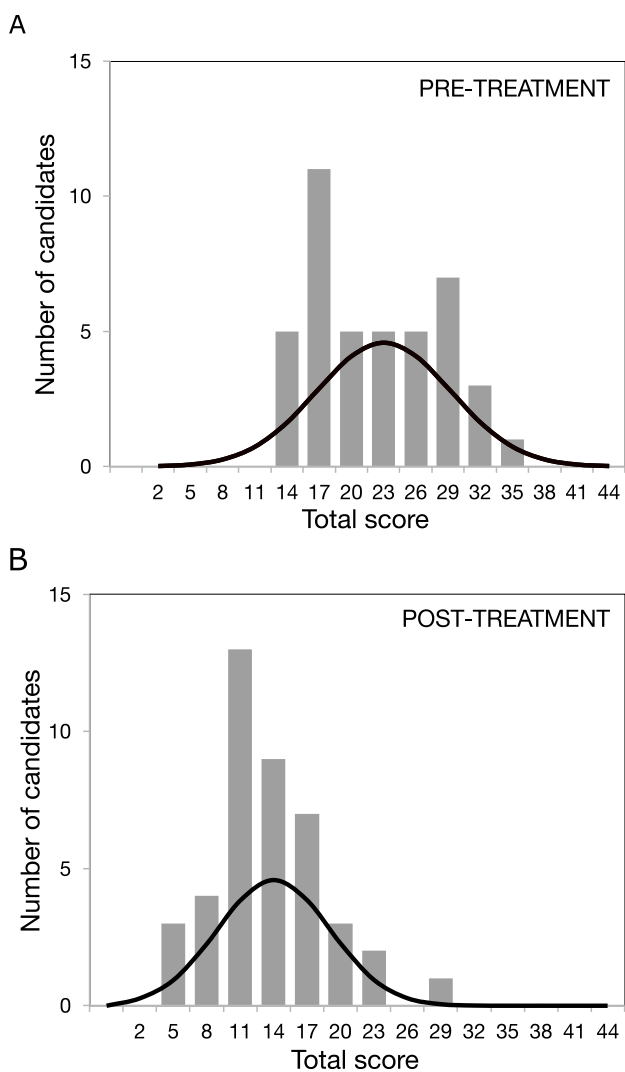 A
PRE-TREATMENT
Number of candidates
15
10
5
0
2 5 8 11 14 17 20 23 26 29 32 35 38 41 44
Total score
B
POST-TREATMENT
Number of candidates
15
10
5
0
2 5 8 11 14 17 20 23 26 29 32 35 38 41 44
Total score